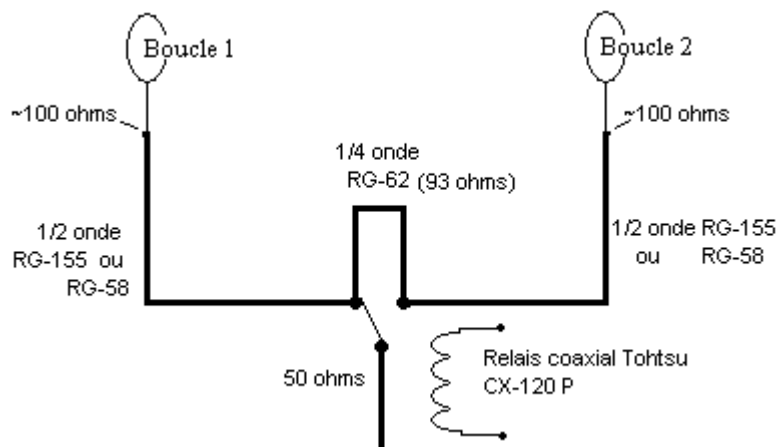 Boucle 1
Boucle 2
~100 ohms
~100 ohms
1/4 onde
RG-62 (93 ohms)
1/2 onde
RG-155 ou
RG-58
1/2 onde RG-155
ou RG-58
50 ohms
Relais coaxial Tohtsu
CX-120 P